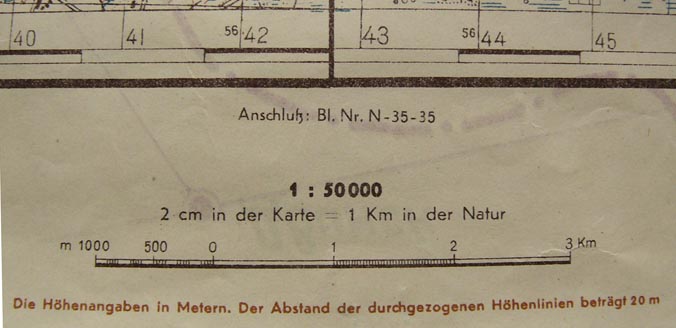 40 41 56 42 43 56 44 45
Anschluß: Bl. Nr. N-35-35
1 : 50000
2 cm in der Karte = 1 Km in der Natur
m 1000 500 0 1 2 3 Km
Die Höhenangaben in Metern. Der Abstand der durchgezogenen Höhenlinien beträgt 20 m